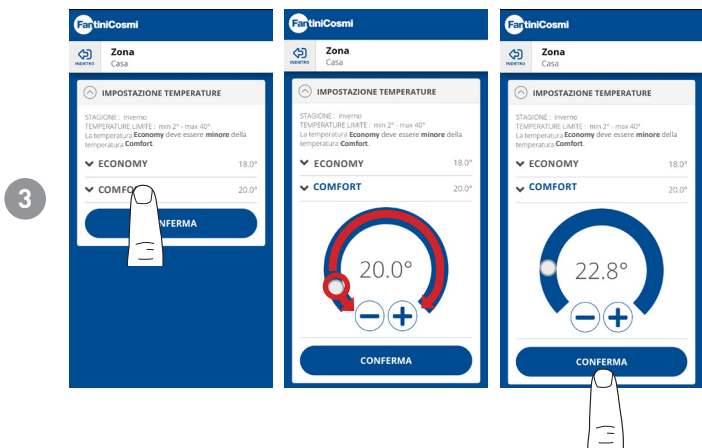 3
FantiniCosmi
INDIETRO
Zona
Casa
IMPOSTAZIONE TEMPERATURE
STAGIONE : inverno
TEMPERATURE LIMITE : min 2° - max 40°
La temperatura Economy deve essere minore della
temperatura Comfort.
ECONOMY 18.0°
COMFO 20.0°
NFERMA
FantiniCosmi
INDIETRO
Zona
Casa
IMPOSTAZIONE TEMPERATURE
STAGIONE : inverno
TEMPERATURE LIMITE : min 2° - max 40°
La temperatura Economy deve essere minore della
temperatura Comfort.
ECONOMY 18.0°
COMFORT 20.0°
20.0°
CONFERMA
FantiniCosmi
INDIETRO
Zona
Casa
IMPOSTAZIONE TEMPERATURE
STAGIONE : inverno
TEMPERATURE LIMITE : min 2° - max 40°
La temperatura Economy deve essere minore della
temperatura Comfort.
ECONOMY 18.0°
COMFORT 20.0°
22.8°
CONFERMA